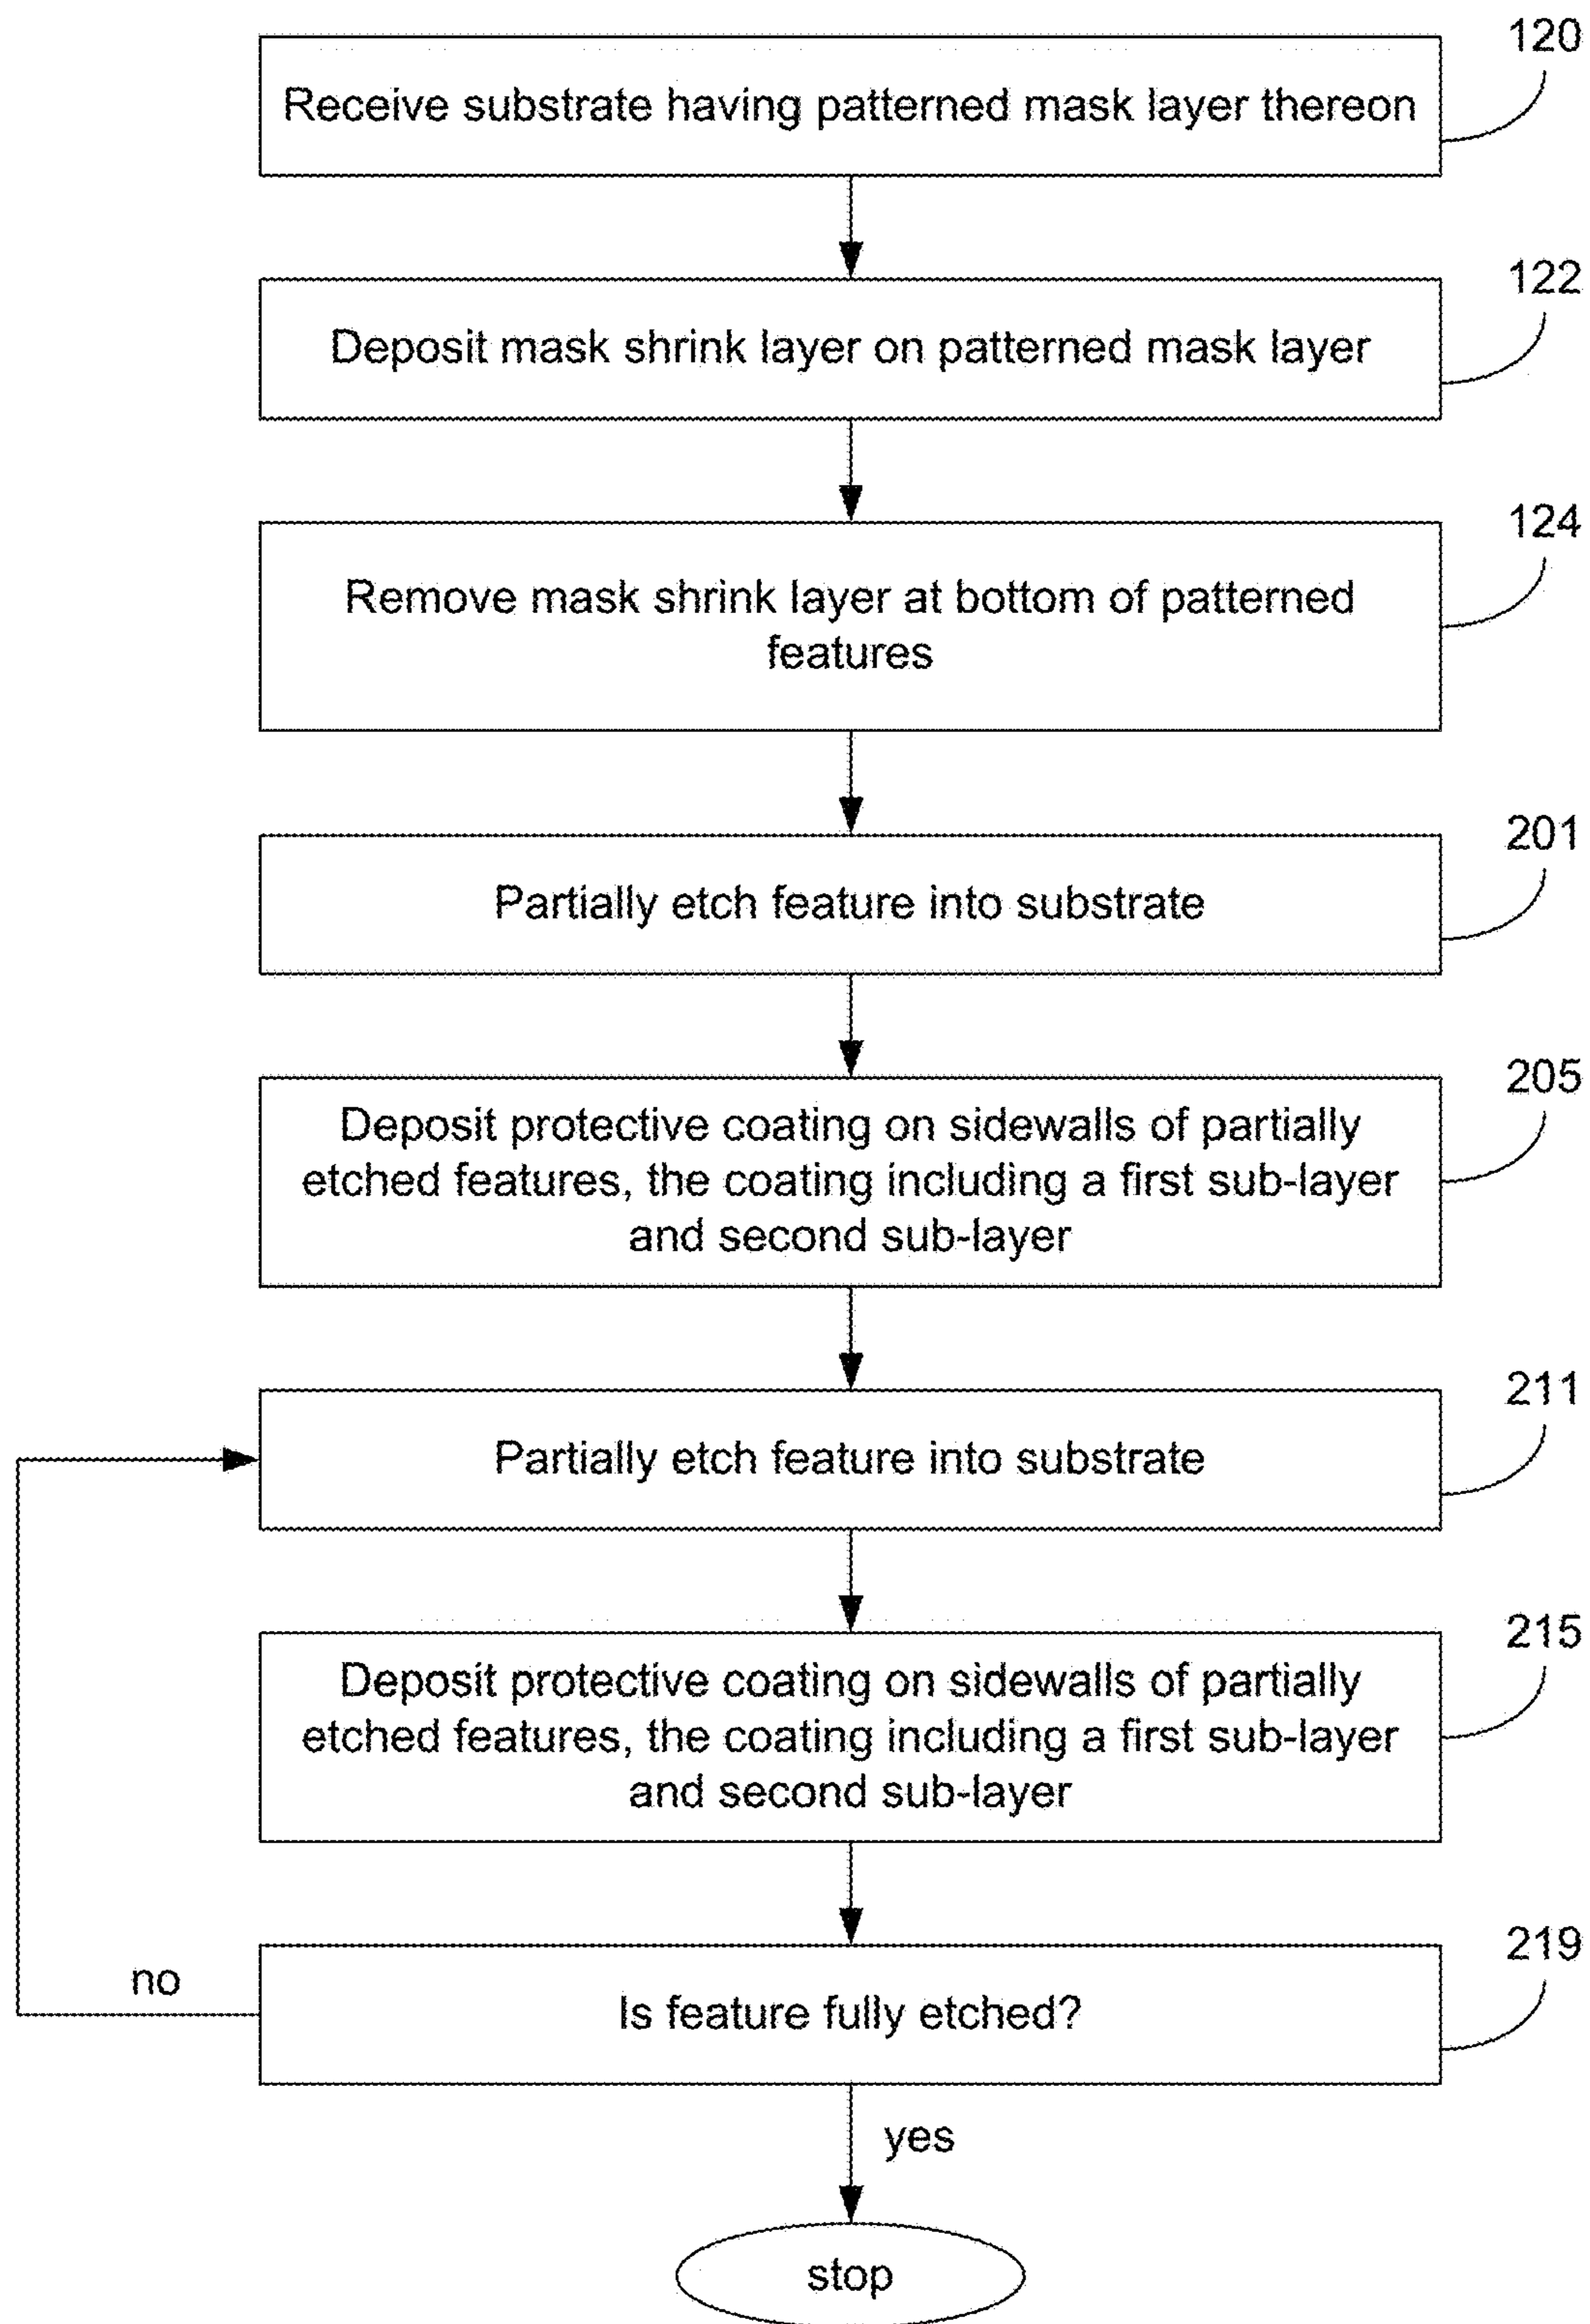 120
Receive substrate having patterned mask layer thereon
122
Deposit mask shrink layer on patterned mask layer
124
Remove mask shrink layer at bottom of patterned
features
201
Partially etch feature into substrate
205
Deposit protective coating on sidewalls of partially
etched features, the coating including a first sub-layer
and second sub-layer
211
Partially etch feature into substrate
215
Deposit protective coating on sidewalls of partially
etched features, the coating including a first sub-layer
and second sub-layer
219
no
Is feature fully etched?
yes
stop